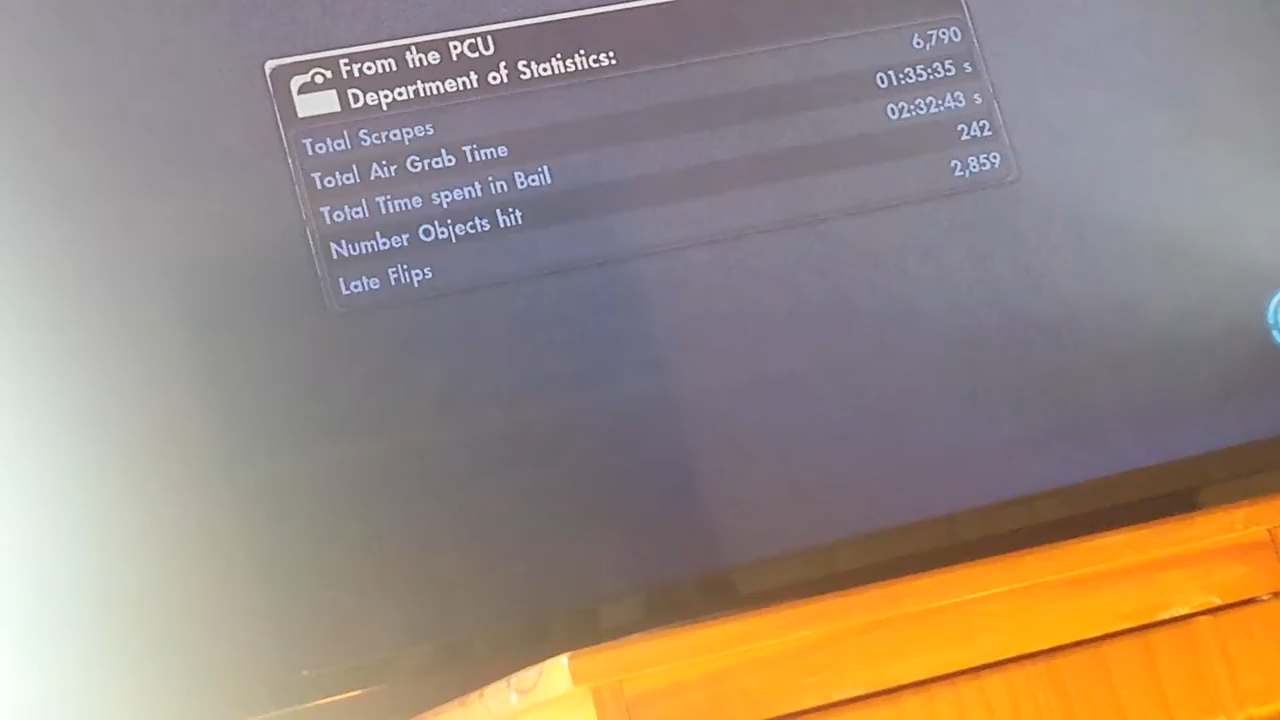 From the PCU
Department of Statistics:
Total Scrapes 6,790
Total Air Grab Time 01:35:35 s
Total Time spent in Bail 02:32:43 s
Number Objects hit 242
Late Flips 2,859